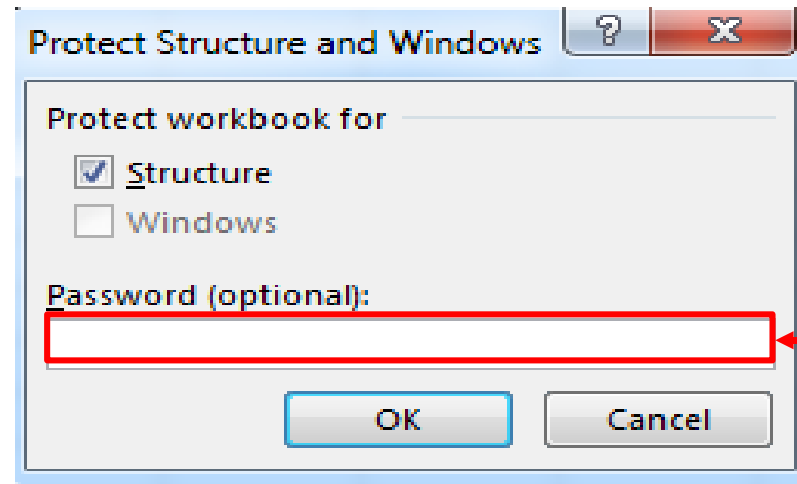 Protect Structure and Windows ?
Protect workbook for
Structure
Windows
Password (optional):
OK Cancel